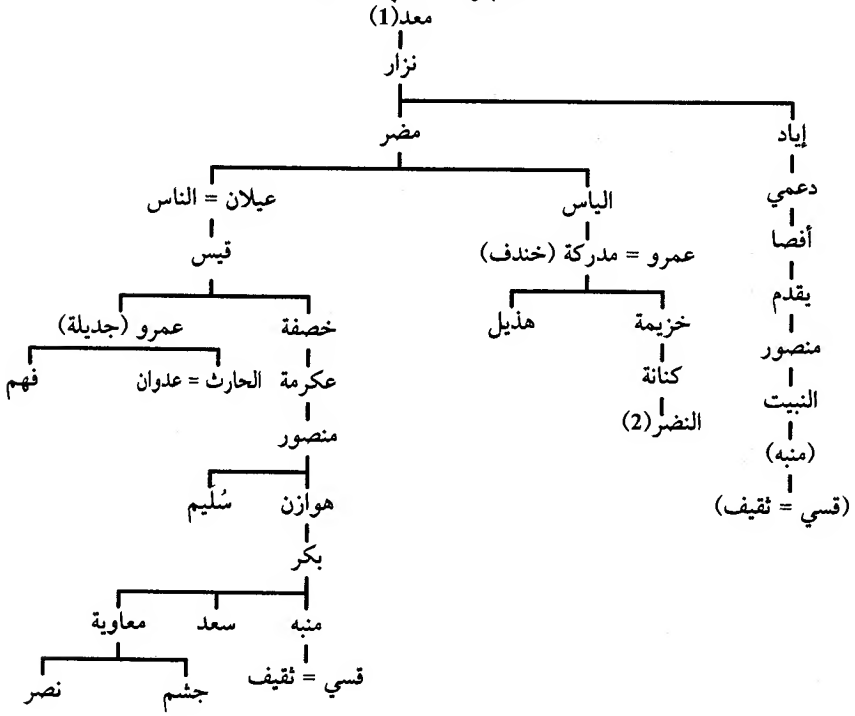 معد(1)
نزار
مضر
إياد
دعمي
عيلان = الناس
الياس
أفصا
قيس
عمرو = مدركة (خندف)
يقدم
خصفة
عمرو (جديلة)
خزيمة
هذيل
منصور
عكرمة
الحارث = عدوان
فهم
كنانة
النبيت
النضر(2)
منصور
(منبه)
هوازن
سُليم
(قسي = ثقيف)
بكر
منبه
سعد
معاوية
قسي = ثقيف
جشم
نصر